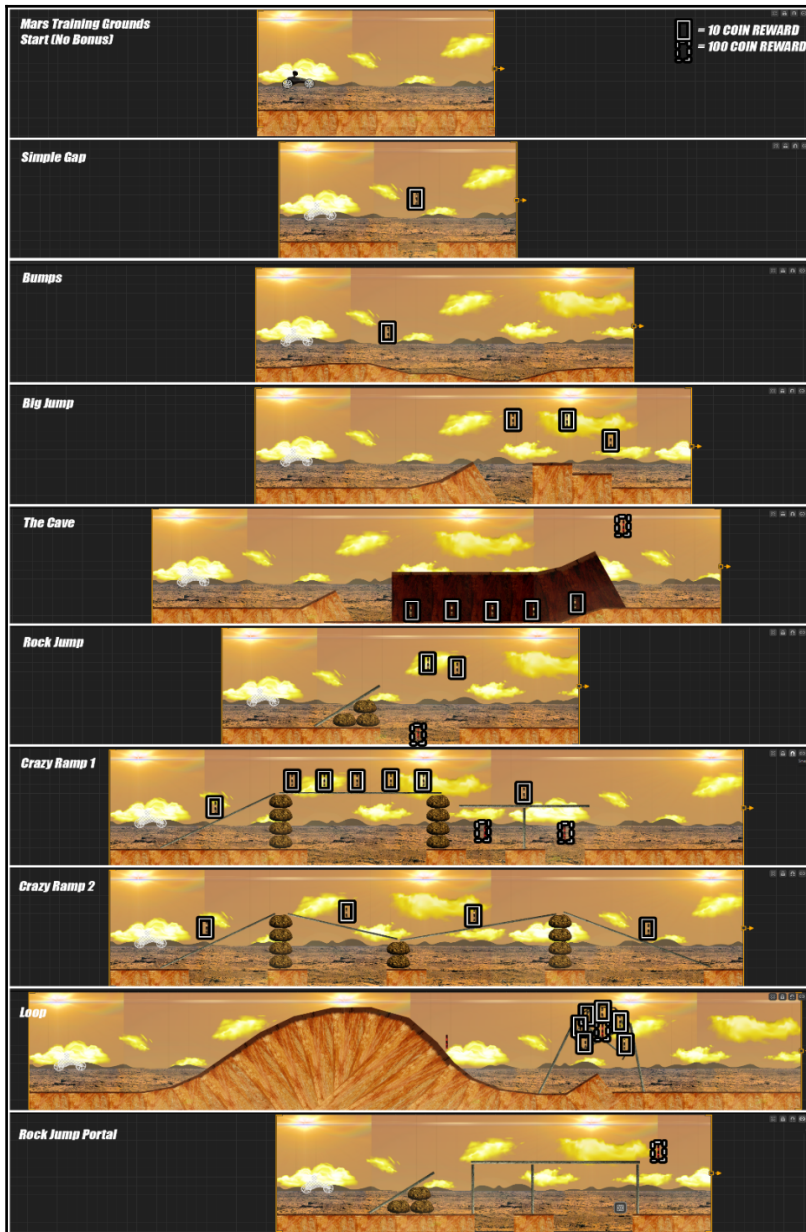 Mars Training Grounds
Start (No Bonus)
= 10 COIN REWARD
= 100 COIN REWARD
Simple Gap
Bumps
Big Jump
The Cave
Rock Jump
Crazy Ramp 1
Crazy Ramp 2
Loop
Rock Jump Portal